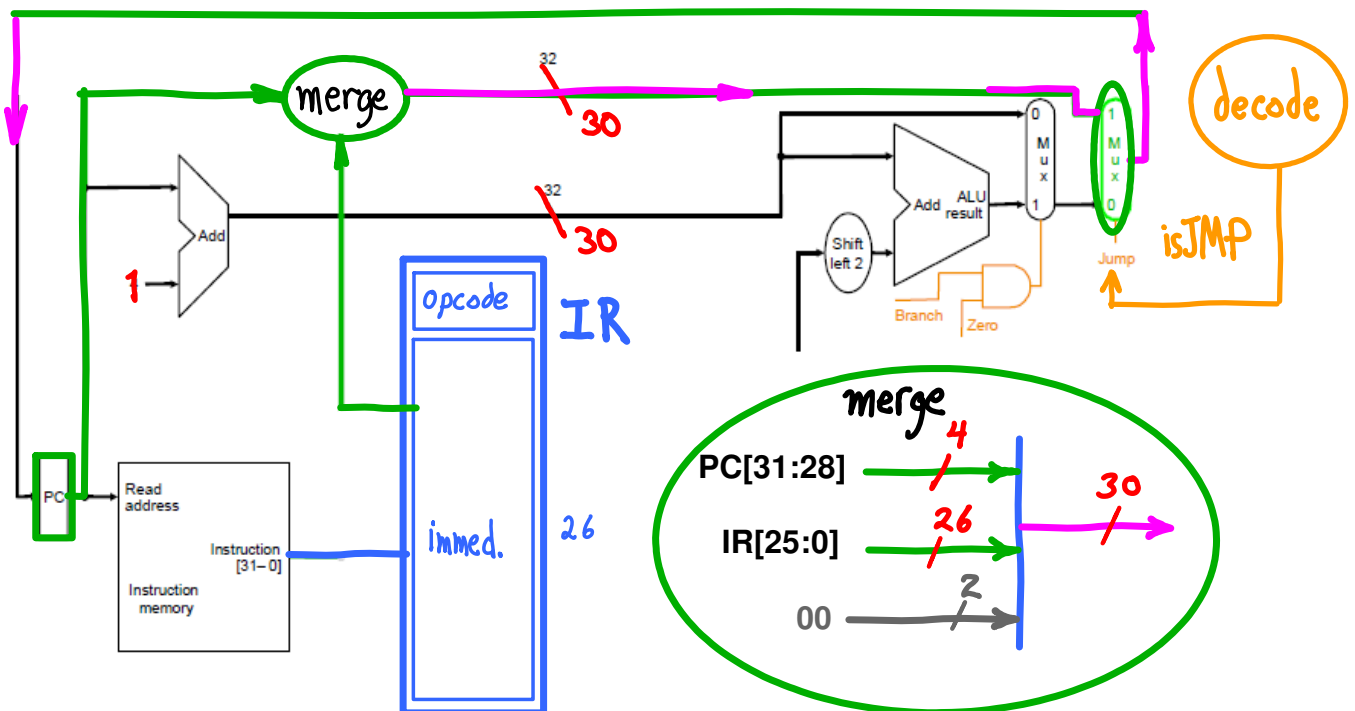 32
merge
30
decode
0
M
u
x
1
1
M
u
x
0
32
30
Add
1
Add
ALU
result
Shift
left 2
isJMP
Jump
Branch
Zero
opcode
IR
merge
PC[31:28]
4
30
IR[25:0]
26
00
2
PC
Read
address
Instruction
[31–0]
Instruction
memory
immed.
26